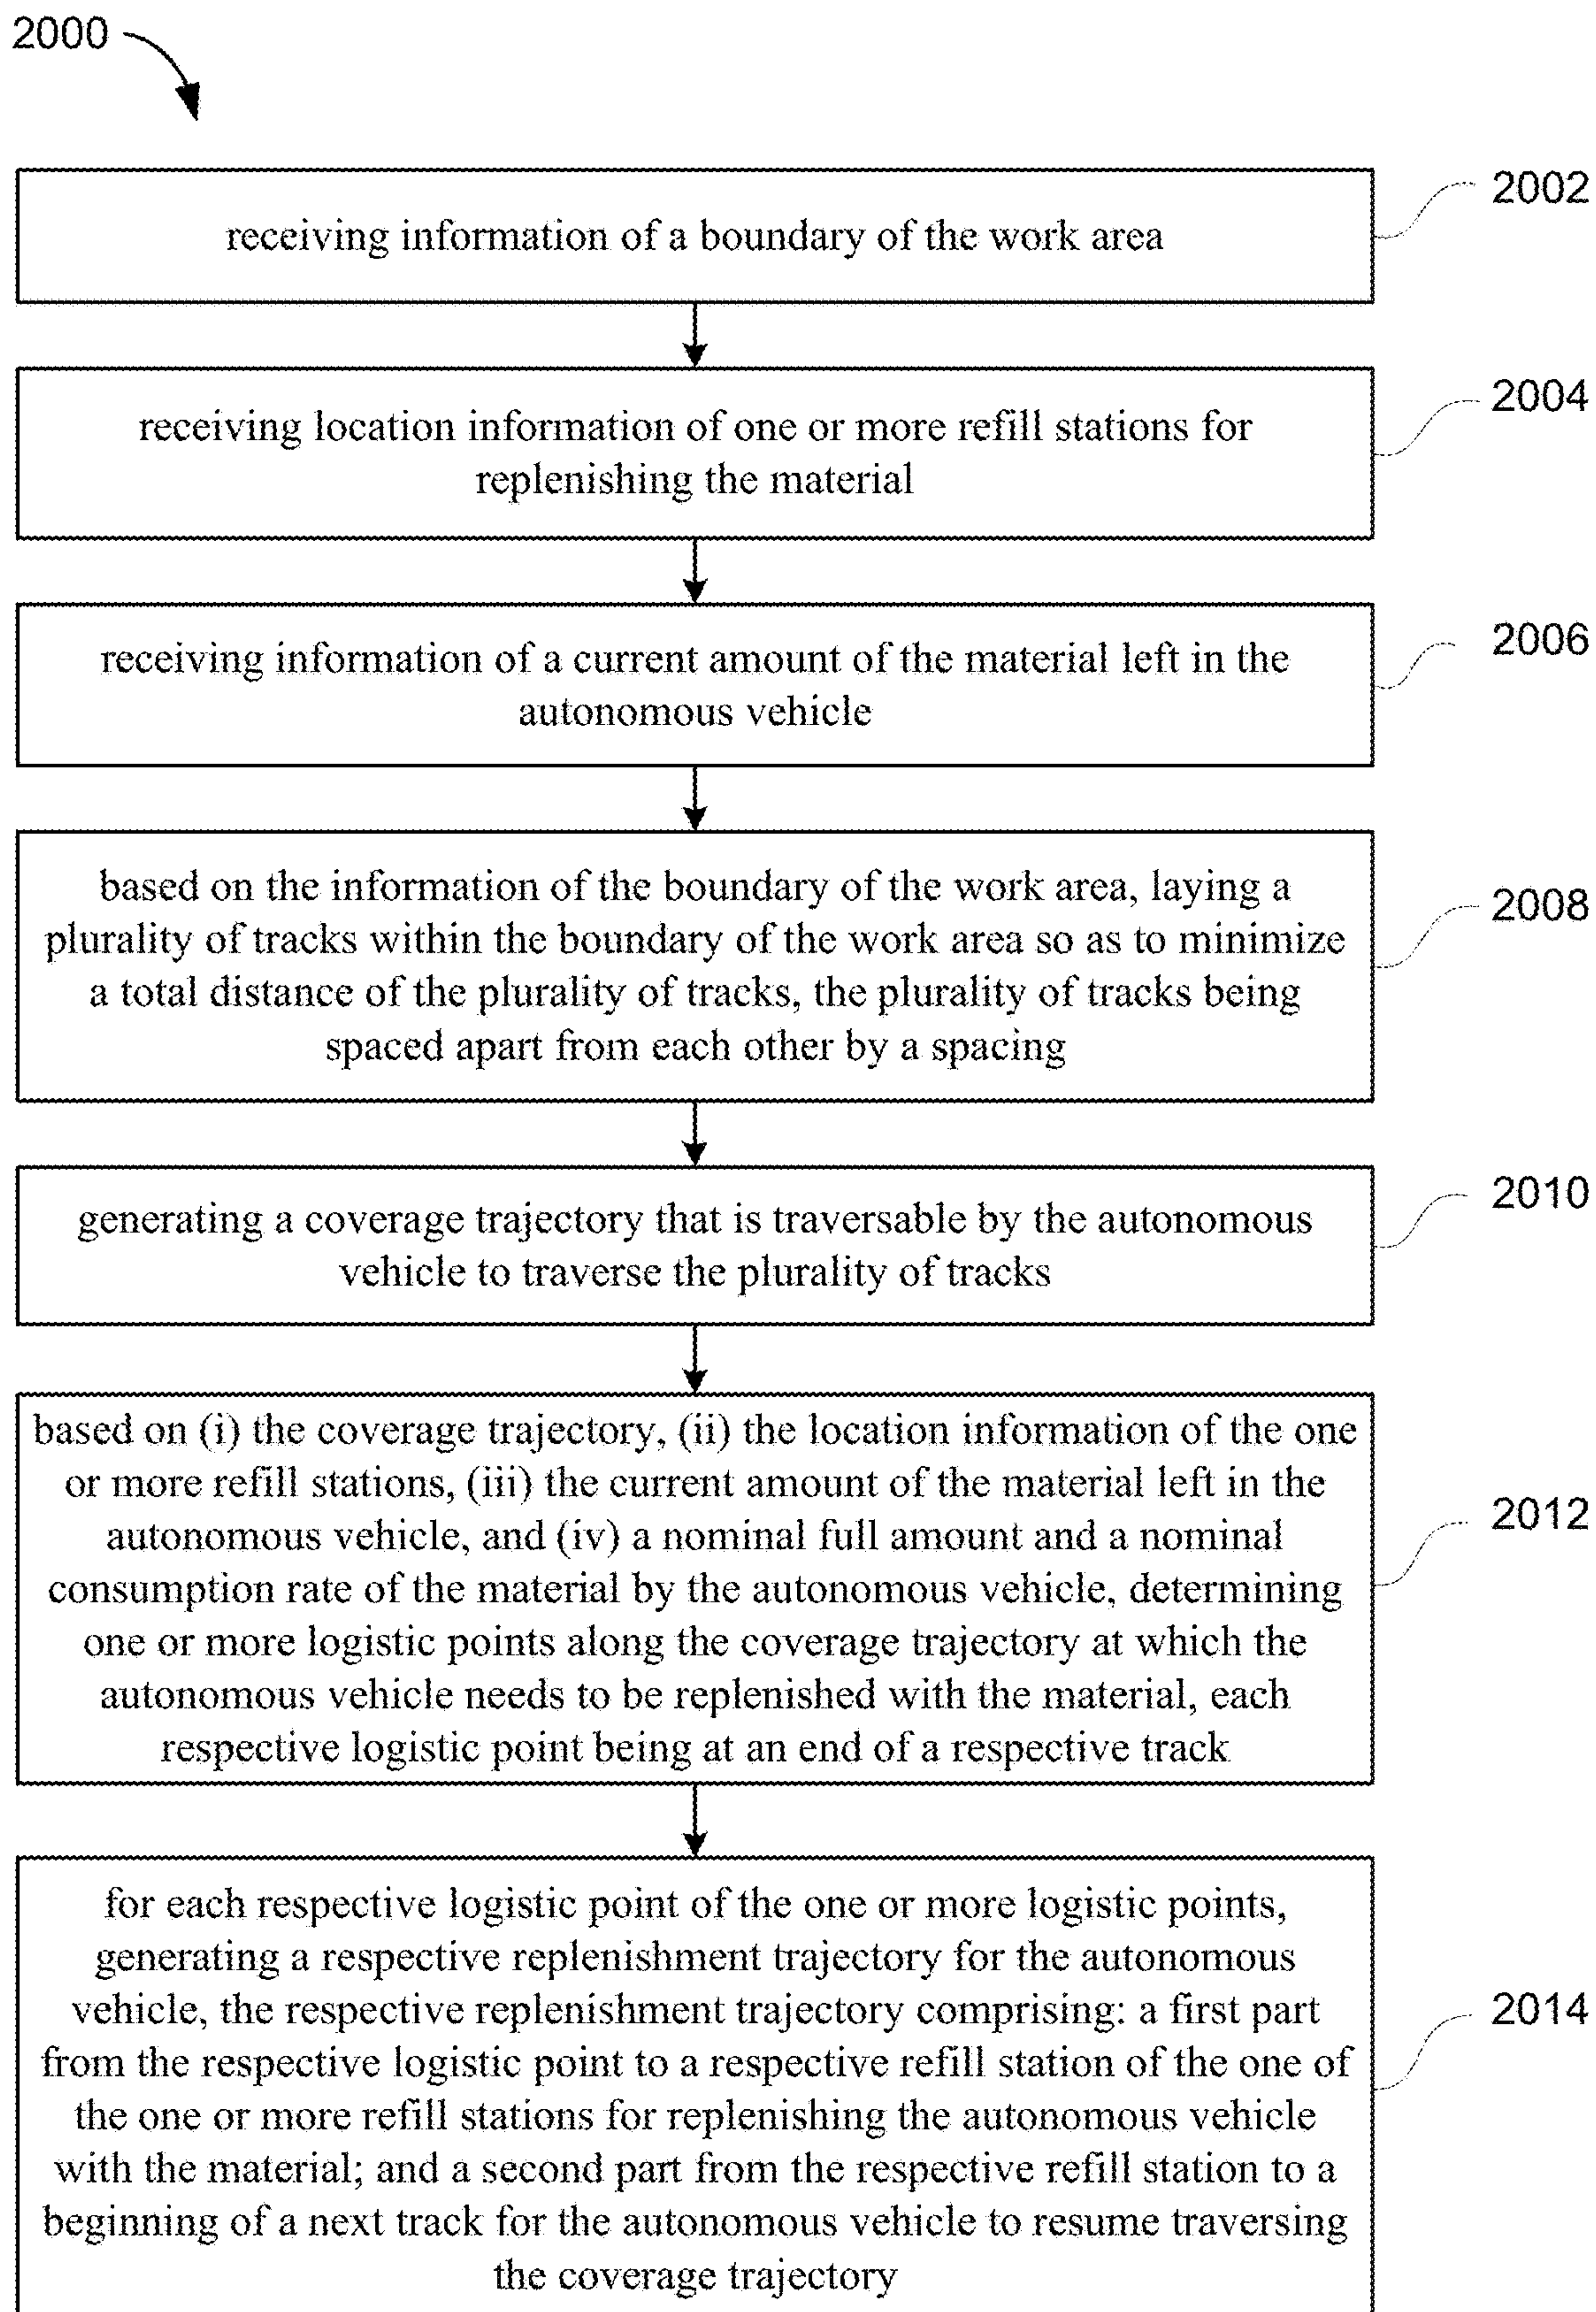 2000
receiving information of a boundary of the work area
2002
receiving location information of one or more refill stations for
replenishing the material
2004
receiving information of a current amount of the material left in the
autonomous vehicle
2006
based on the information of the boundary of the work area, laying a
plurality of tracks within the boundary of the work area so as to minimize
a total distance of the plurality of tracks, the plurality of tracks being
spaced apart from each other by a spacing
2008
generating a coverage trajectory that is traversable by the autonomous
vehicle to traverse the plurality of tracks
2010
based on (i) the coverage trajectory, (ii) the location information of the one
or more refill stations, (iii) the current amount of the material left in the
autonomous vehicle, and (iv) a nominal full amount and a nominal
consumption rate of the material by the autonomous vehicle, determining
one or more logistic points along the coverage trajectory at which the
autonomous vehicle needs to be replenished with the material, each
respective logistic point being at an end of a respective track
2012
for each respective logistic point of the one or more logistic points,
generating a respective replenishment trajectory for the autonomous
vehicle, the respective replenishment trajectory comprising: a first part
from the respective logistic point to a respective refill station of the one of
the one or more refill stations for replenishing the autonomous vehicle
with the material; and a second part from the respective refill station to a
beginning of a next track for the autonomous vehicle to resume traversing
the coverage trajectory
2014